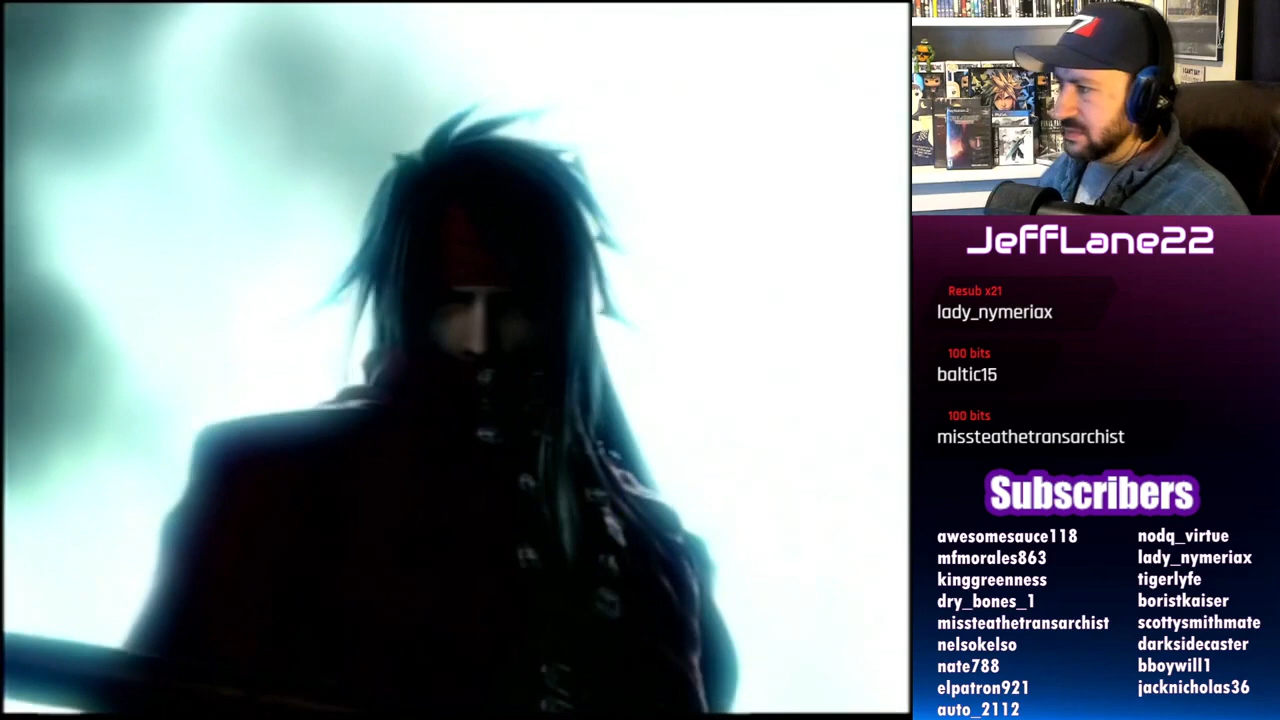 JeffLane22
Resub x21
lady_nymeriax
100 bits
baltic15
100 bits
missteathetransarchist
Subscribers
awesomesauce118
mfmorales863
kinggreenness
dry_bones_1
missteathetransarchist
nelsokelso
nate788
elpatron921
auto_2112
nodq_virtue
lady_nymeriax
tigerlyfe
boristkaiser
scottysmithmate
darksidecaster
bboywill1
jacknicholas36